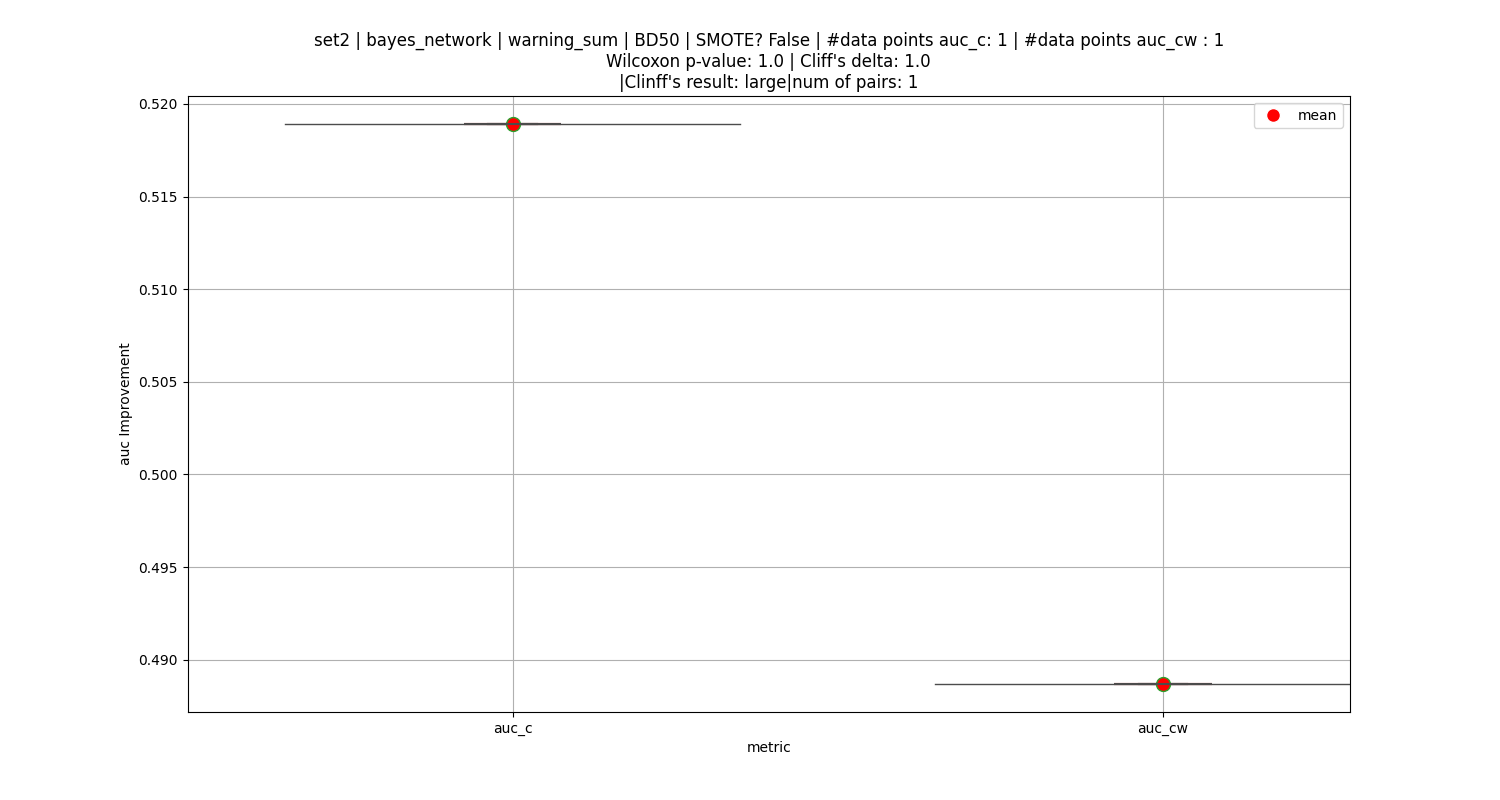 set2 | bayes_network | warning_sum | BD50 | SMOTE? False | #data points auc_c: 1 | #data points auc_cw : 1
Wilcoxon p-value: 1.0 | Cliff's delta: 1.0
|Clinff's result: large|num of pairs: 1
mean
0.520
0.515
0.510
0.505
0.500
0.495
0.490
auc Improvement
auc_c
auc_cw
metric